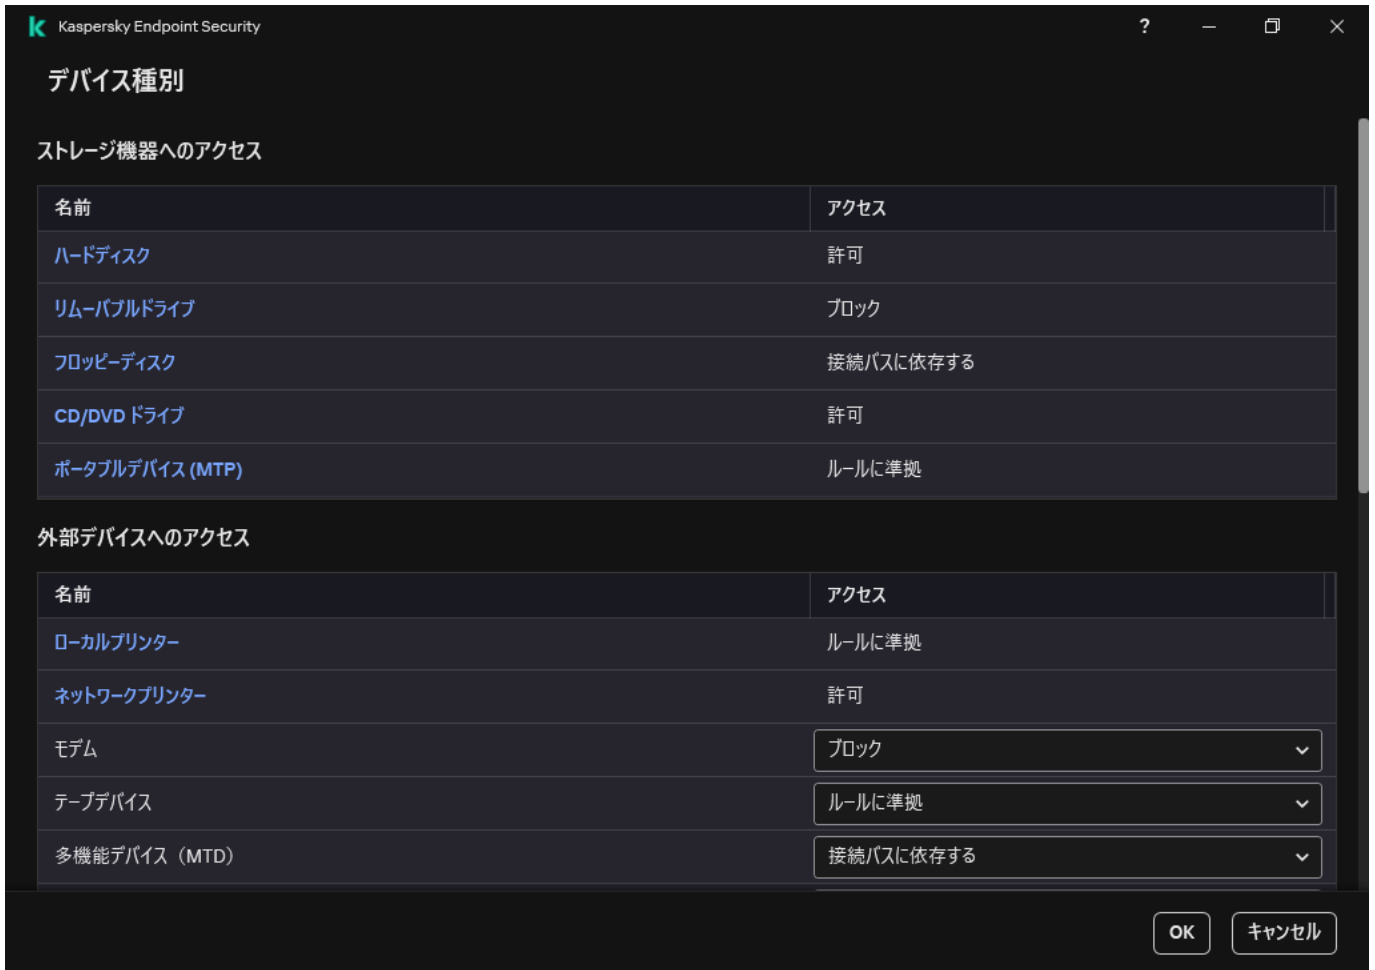 Kaspersky Endpoint Security
?
デバイス種別
ストレージ機器へのアクセス
名前 アクセス
ハードディスク 許可
リムーバブルドライブ ブロック
フロッピーディスク 接続パスに依存する
CD/DVD ドライブ 許可
ポータブルデバイス (MTP) ルールに準拠
外部デバイスへのアクセス
名前 アクセス
ローカルプリンター ルールに準拠
ネットワークプリンター 許可
モデム ブロック
テープデバイス ルールに準拠
多機能デバイス（MTD） 接続パスに依存する
OK キャンセル